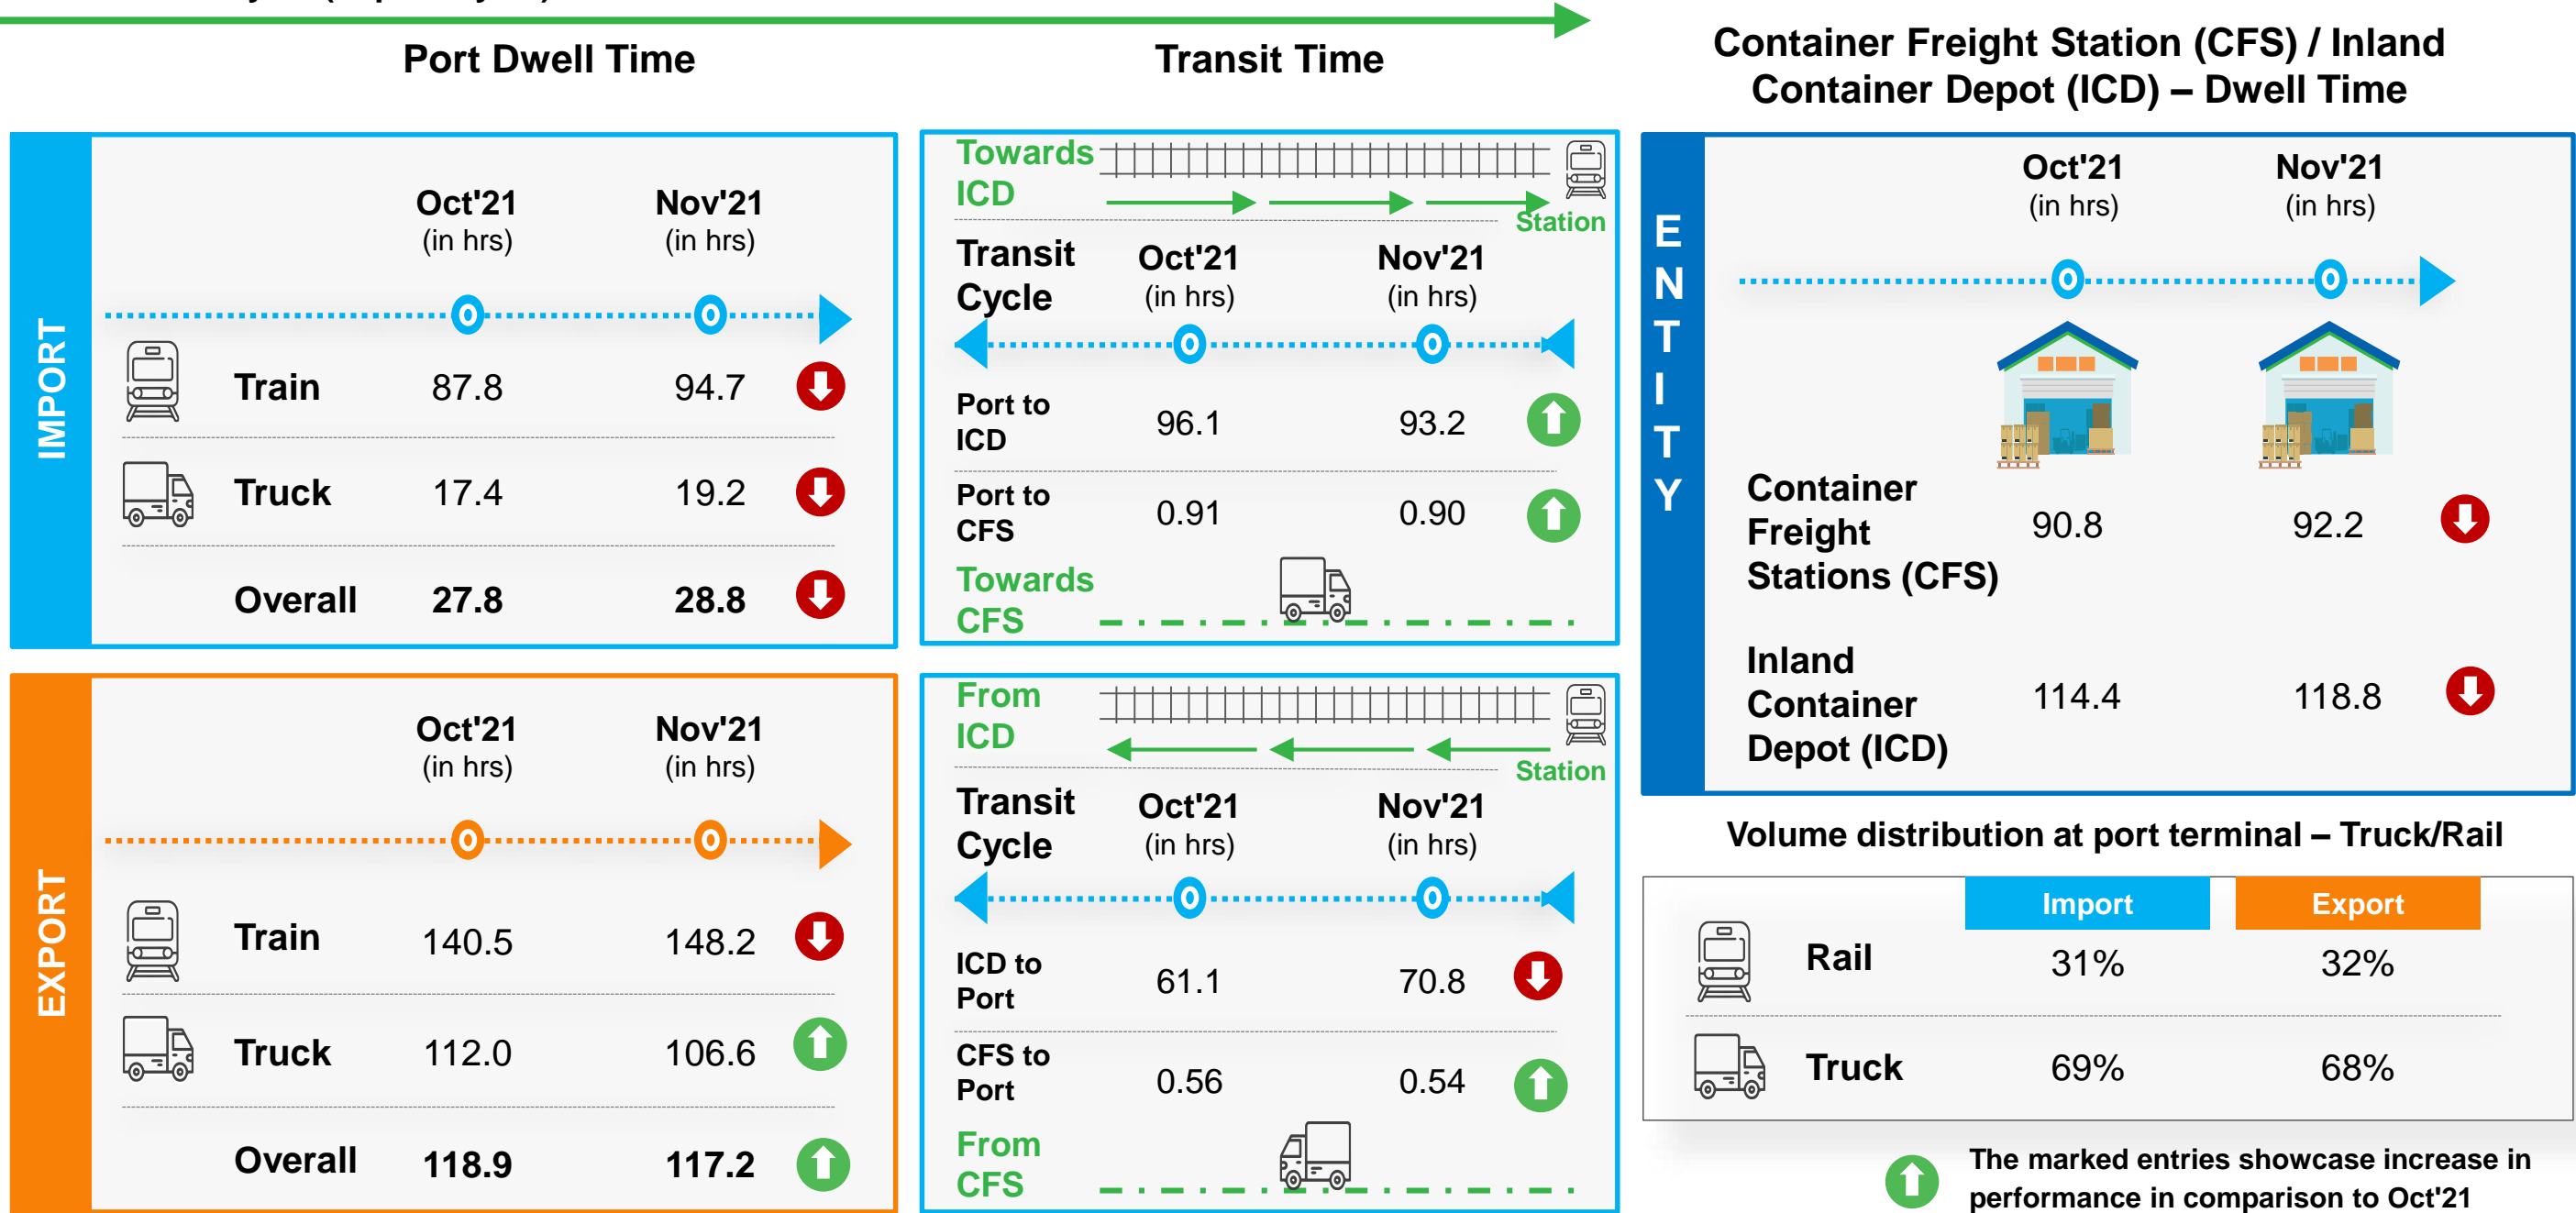 Port Dwell Time
Transit Time
Container Freight Station (CFS) / Inland
Container Depot (ICD) – Dwell Time
IMPORT
Oct'21 Nov'21
(in hrs) (in hrs)
Train 87.8 94.7
Truck 17.4 19.2
Overall 27.8 28.8
EXPORT
Oct'21 Nov'21
(in hrs) (in hrs)
Train 140.5 148.2
Truck 112.0 106.6
Overall 118.9 117.2
Towards
ICD
Station
Transit
Cycle
Oct'21 Nov'21
(in hrs) (in hrs)
Port to
ICD
96.1 93.2
Port to
CFS
0.91 0.90
Towards
CFS
From
ICD
Station
Transit
Cycle
Oct'21 Nov'21
(in hrs) (in hrs)
ICD to
Port
61.1 70.8
CFS to
Port
0.56 0.54
From
CFS
ENTITY
Oct'21 Nov'21
(in hrs) (in hrs)
Container
Freight
Stations (CFS)
90.8 92.2
Inland
Container
Depot (ICD)
114.4 118.8
Volume distribution at port terminal – Truck/Rail
Import Export
Rail 31% 32%
Truck 69% 68%
The marked entries showcase increase in
performance in comparison to Oct'21